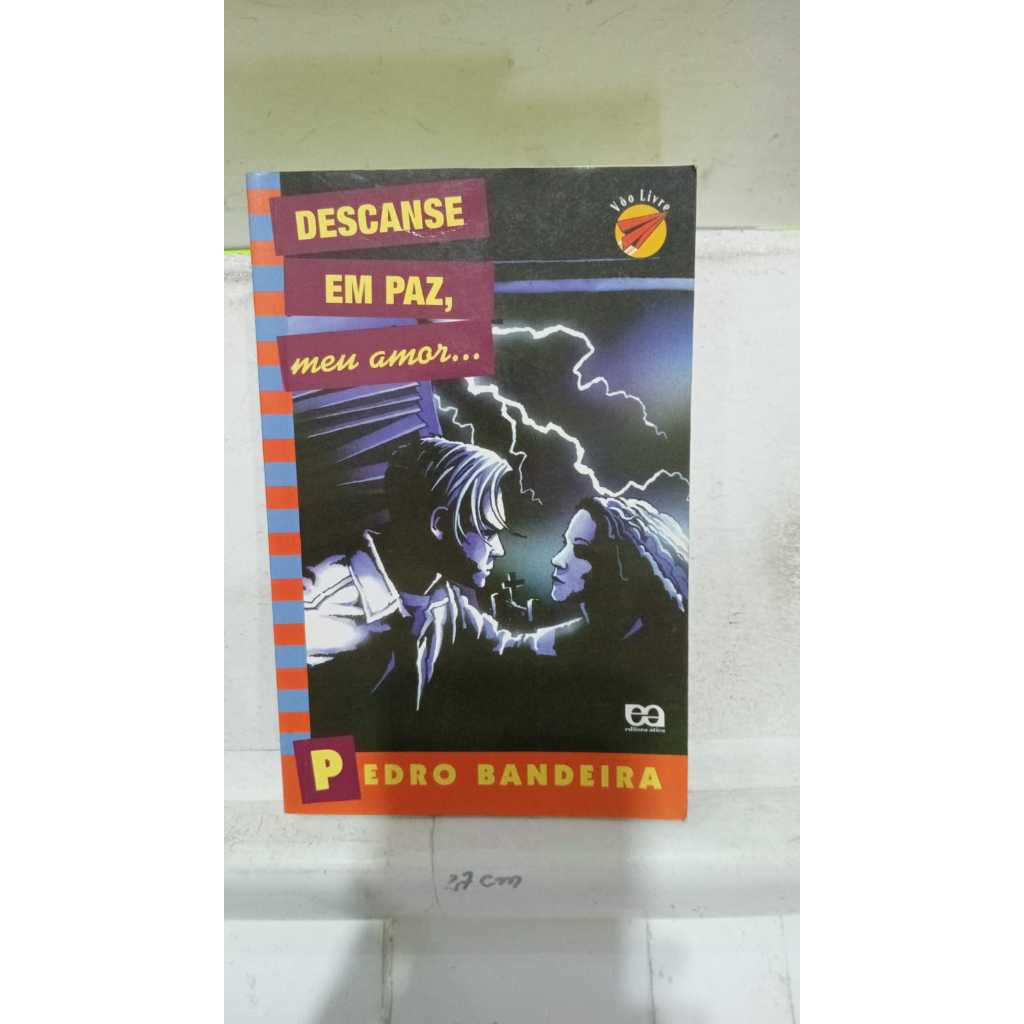 DESCANSE
EM PAZ,
meu amor...
Vôo Livre
editora ática
PEDRO BANDEIRA
27 cm